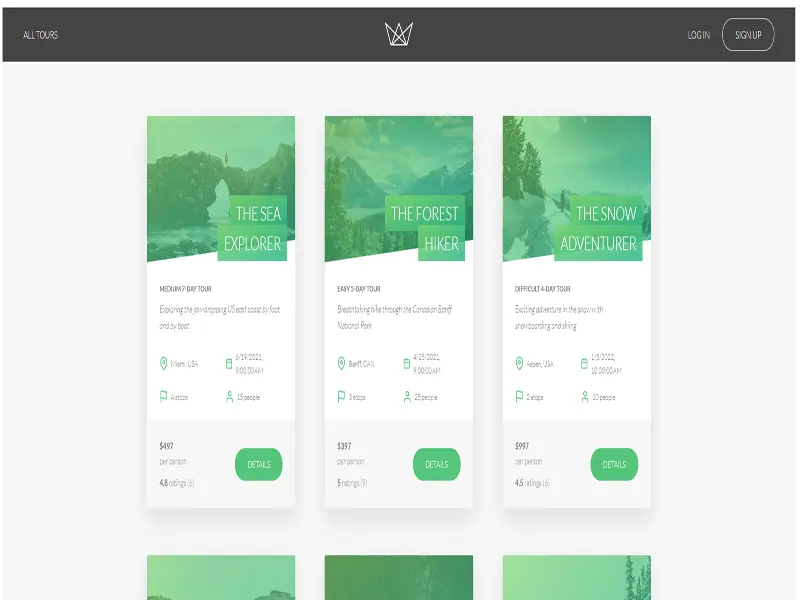 ALL TOURS
LOG IN
SIGN UP
THE SEA
EXPLORER
MEDIUM 7-DAY TOUR
Exploring the jaw-dropping US east coast by foot
and by boat
Miami, USA
6/19/2021,
9:00:00 AM
4 stops
15 people
$497
per person
4.8 ratings (6)
DETAILS
THE FOREST
HIKER
EASY 5-DAY TOUR
Breathtaking hike through the Canadian Banff
National Park
Banff, CAN
4/25/2021,
9:00:00 AM
3 stops
25 people
$397
per person
5 ratings (9)
DETAILS
THE SNOW
ADVENTURER
DIFFICULT 4-DAY TOUR
Exciting adventure in the snow with
snowboarding and skiing
Aspen, USA
1/5/2022,
10:00:00 AM
2 stops
10 people
$997
per person
4.5 ratings (6)
DETAILS